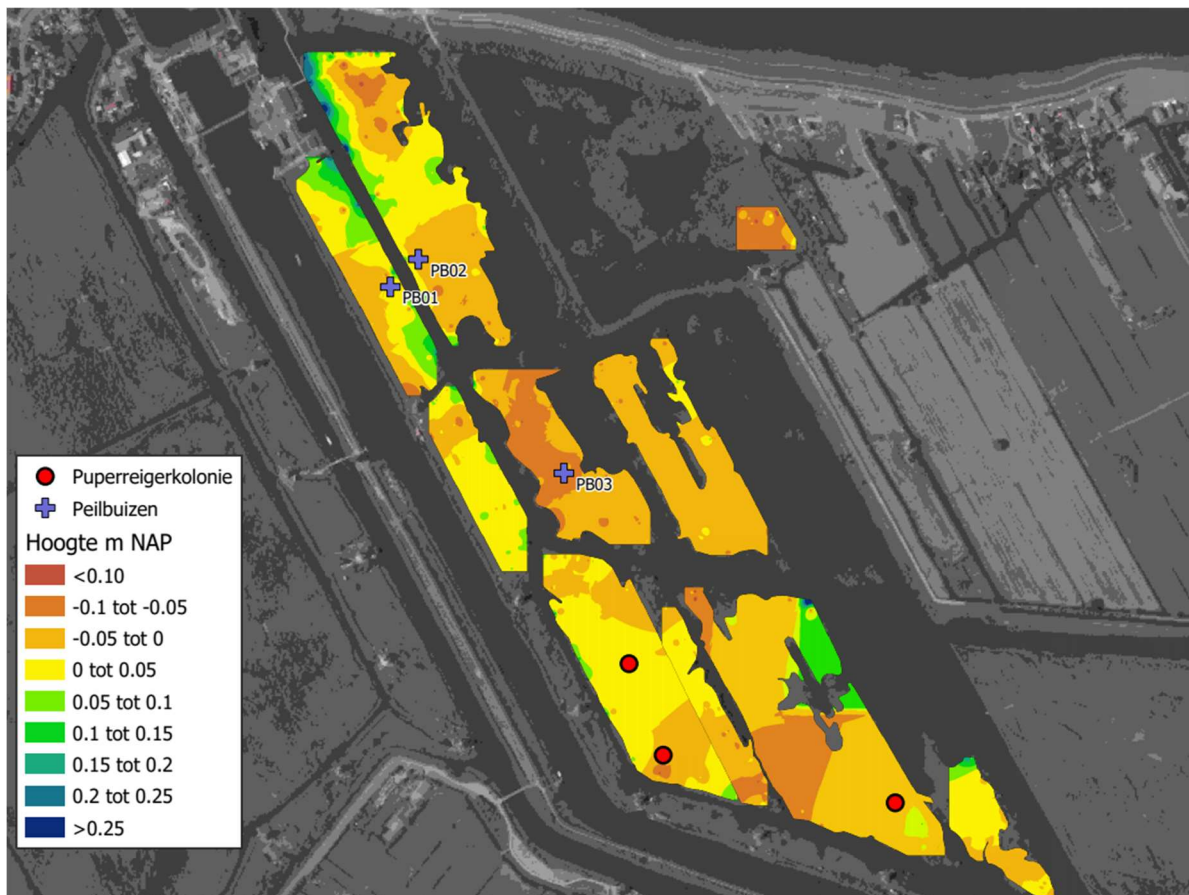 PB02
PB01
PB03
Puperreigerkolonie
Peilbuizen
Hoogte m NAP
<0.10
-0.1 tot -0.05
-0.05 tot 0
0 tot 0.05
0.05 tot 0.1
0.1 tot 0.15
0.15 tot 0.2
0.2 tot 0.25
>0.25